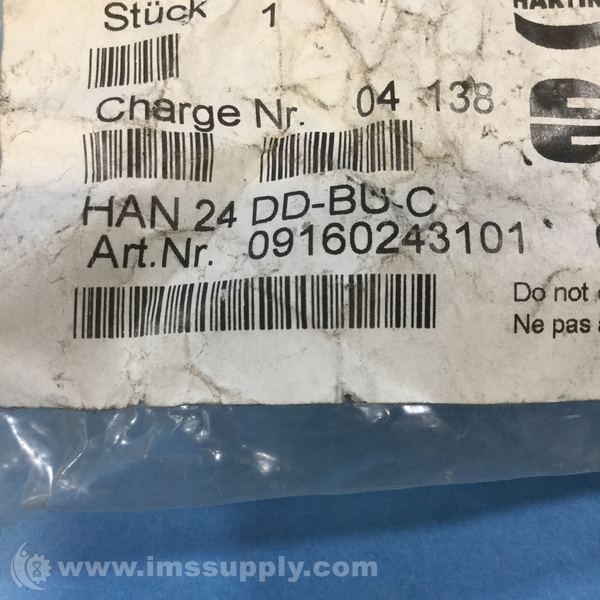 Stück 1
HARTIN
Charge Nr. 04 138
HAN 24 DD-BU-C
Art.Nr. 09160243101
Do not
Ne pas
www.imssupply.com